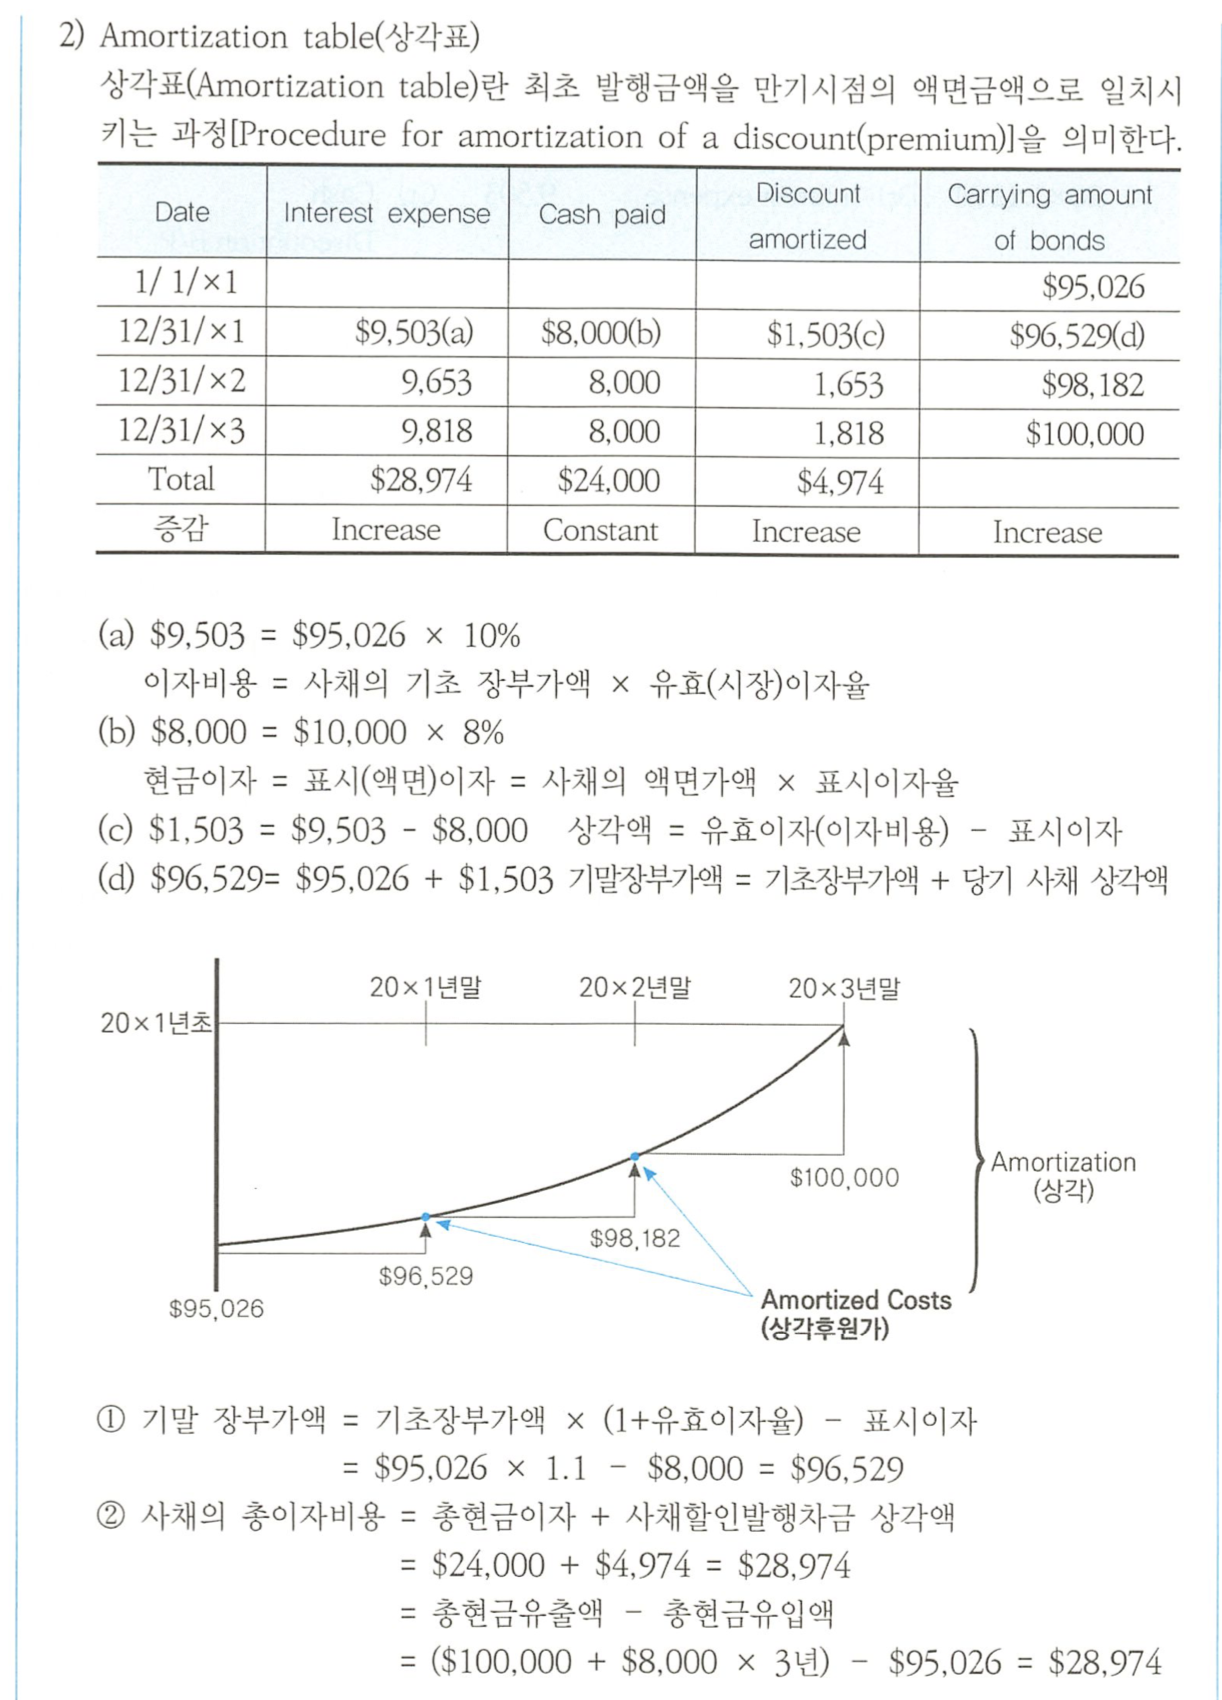 2) Amortization table(상각표)
상각표(Amortization table)란 최초 발행금액을 만기시점의 액면금액으로 일치시
키는 과정[Procedure for amortization of a discount(premium)]을 의미한다.
Date Interest expense Cash paid Discount amortized Carrying amount of bonds
1/ 1/×1 $95,026
12/31/×1 $9,503(a) $8,000(b) $1,503(c) $96,529(d)
12/31/×2 9,653 8,000 1,653 $98,182
12/31/×3 9,818 8,000 1,818 $100,000
Total $28,974 $24,000 $4,974
증감 Increase Constant Increase Increase
(a) $9,503 = $95,026 × 10%
이자비용 = 사채의 기초 장부가액 × 유효(시장)이자율
(b) $8,000 = $10,000 × 8%
현금이자 = 표시(액면)이자 = 사채의 액면가액 × 표시이자율
(c) $1,503 = $9,503 - $8,000 상각액 = 유효이자(이자비용) - 표시이자
(d) $96,529= $95,026 + $1,503 기말장부가액 = 기초장부가액 + 당기 사채 상각액
20×1년말 20×2년말 20×3년말
20×1년초
Amortization
(상각)
$100,000
$98,182
$96,529
$95,026
Amortized Costs
(상각후원가)
① 기말 장부가액 = 기초장부가액 × (1+유효이자율) - 표시이자
= $95,026 × 1.1 - $8,000 = $96,529
② 사채의 총이자비용 = 총현금이자 + 사채할인발행차금 상각액
= $24,000 + $4,974 = $28,974
= 총현금유출액 - 총현금유입액
= ($100,000 + $8,000 × 3년) - $95,026 = $28,974